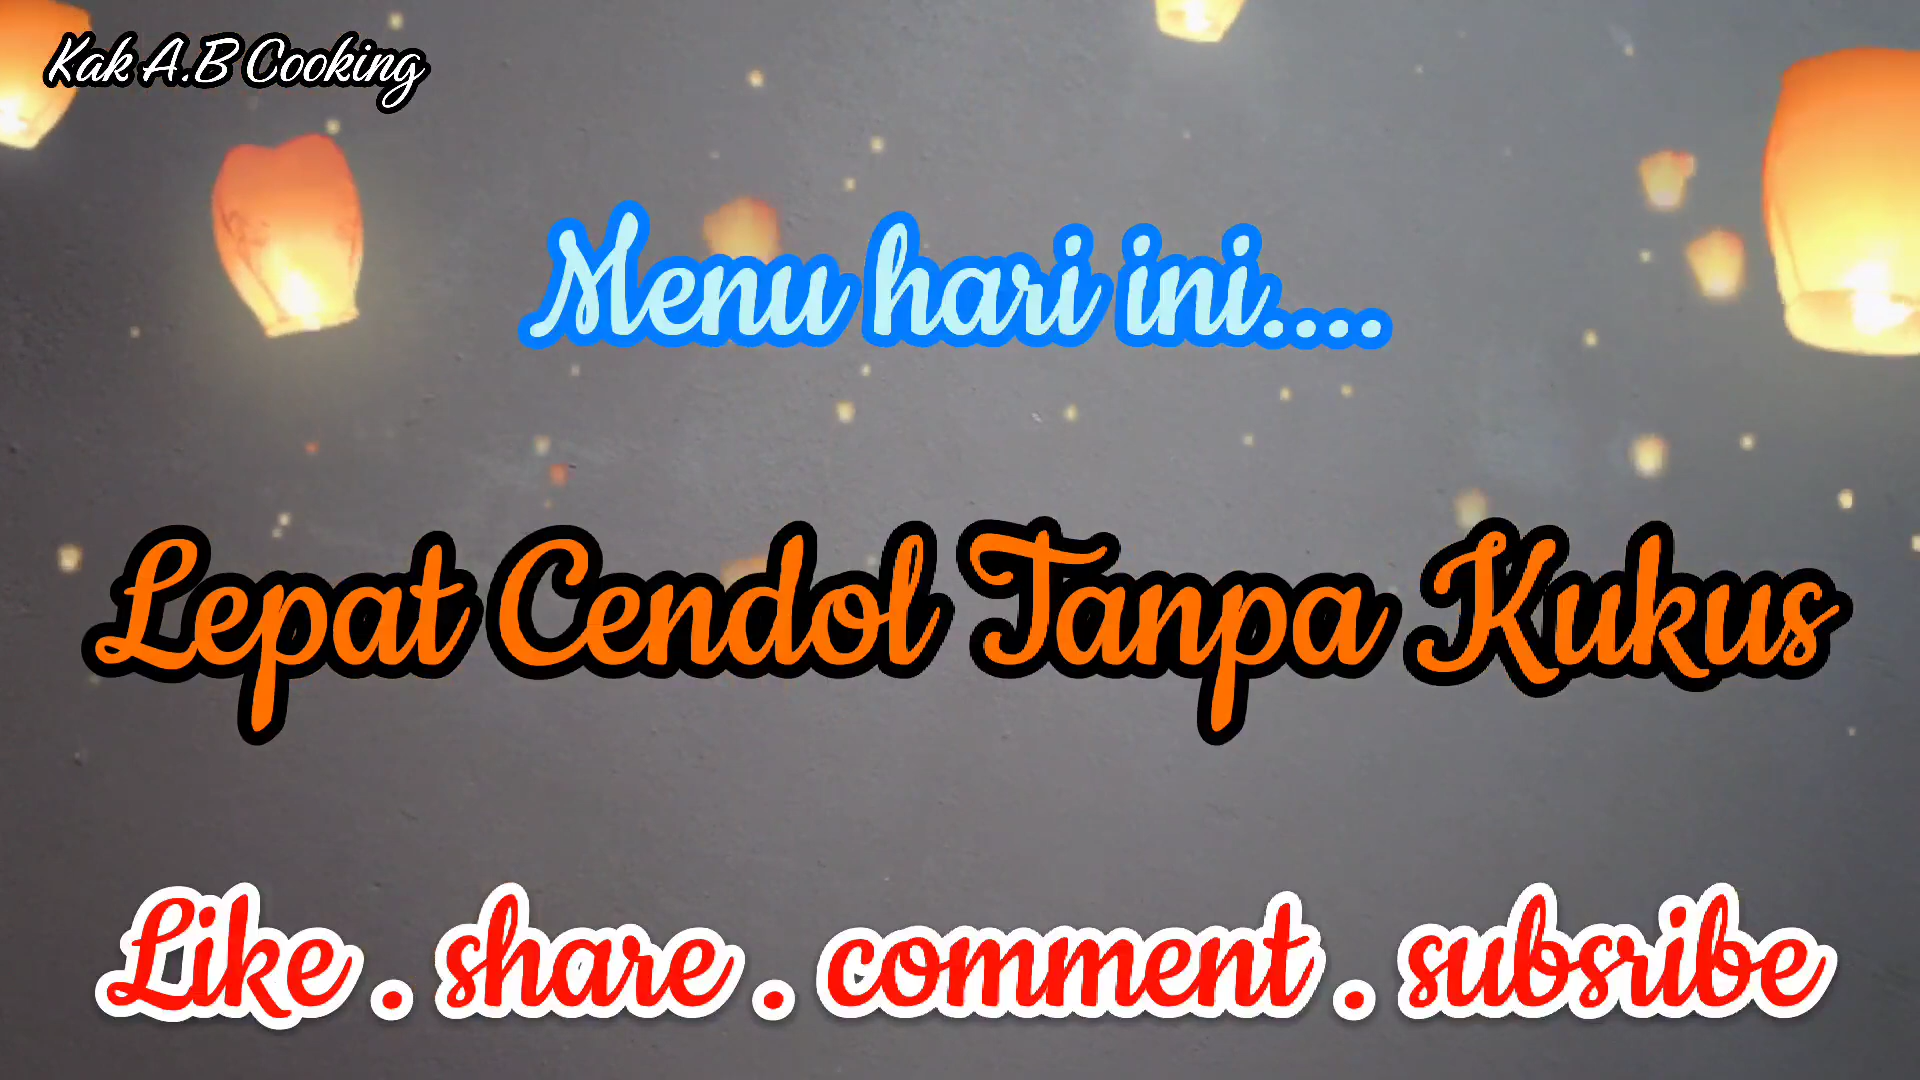 Kak A.B Cooking
Menu hari ini....
Lepat Cendol Tanpa Kukus
Like . share . comment . subsribe